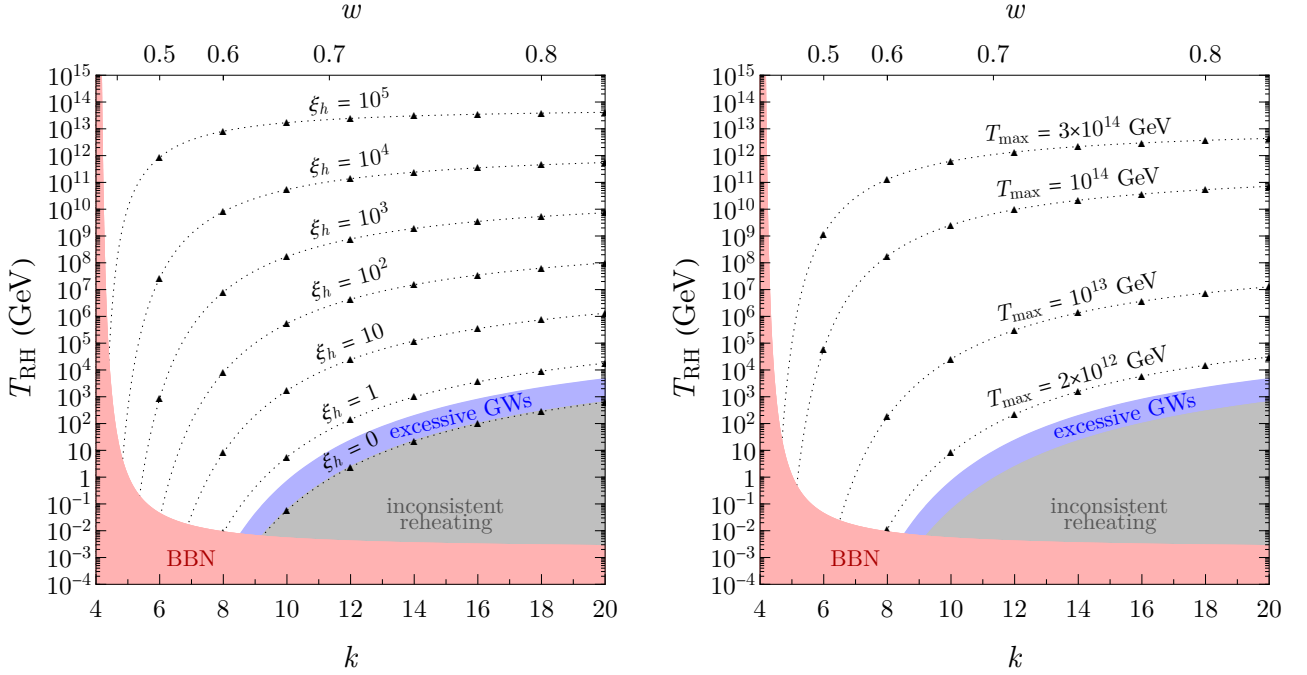 w
0.5 0.6 0.7 0.8
10^15
10^14
10^13
10^12
10^11
10^10
10^9
10^8
10^7
10^6
10^5
10^4
10^3
10^2
10
1
10^−1
10^−2
10^−3
10^−4
T_RH (GeV)
ξ_h = 10^5
ξ_h = 10^4
ξ_h = 10^3
ξ_h = 10^2
ξ_h = 10
ξ_h = 1
ξ_h = 0
excessive GWs
inconsistent
reheating
BBN
4 6 8 10 12 14 16 18 20
k
w
0.5 0.6 0.7 0.8
10^15
10^14
10^13
10^12
10^11
10^10
10^9
10^8
10^7
10^6
10^5
10^4
10^3
10^2
10
1
10^−1
10^−2
10^−3
10^−4
T_RH (GeV)
T_max = 3×10^14 GeV
T_max = 10^14 GeV
T_max = 10^13 GeV
T_max = 2×10^12 GeV
excessive GWs
inconsistent
reheating
BBN
4 6 8 10 12 14 16 18 20
k